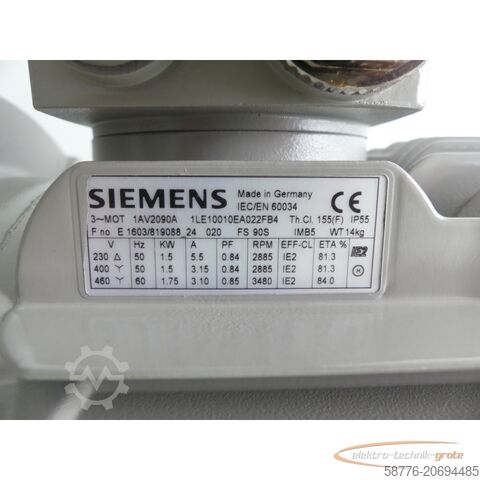 SIEMENS Made in Germany IEC/EN 60034 CE
3~MOT 1AV2090A 1LE10010EA022FB4 Th.Cl. 155(F) IP55
F no E 1603/819088_24 020 FS 90S IMB5 WT 14kg
V Hz KW A PF RPM EFF-CL ETA %
230 Δ 50 1.5 5.5 0.84 2885 IE2 81.3 IE2
400 Y 50 1.5 3.15 0.84 2885 IE2 81.3 H
460 Y 60 1.75 3.10 0.85 3480 IE2 84.0
elektro-technik-grote
58776-20694485